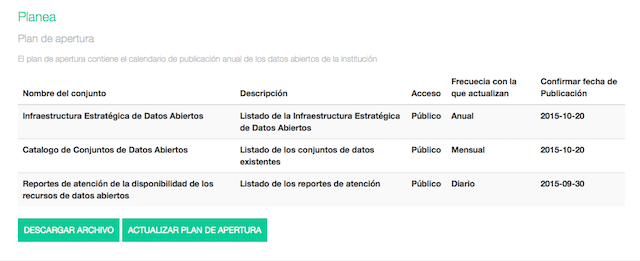 Planea
Plan de apertura
El plan de apertura contiene el calendario de publicación anual de los datos abiertos de la institución
Nombre del conjunto Descripción Acceso Frecuecia con la que actualizan Confirmar fecha de Publicación
Infraestructura Estratégica de Datos Abiertos Listado de la Infraestructura Estratégica de Datos Abiertos Público Anual 2015-10-20
Catalogo de Conjuntos de Datos Abiertos Listado de los conjuntos de datos existentes Público Mensual 2015-10-20
Reportes de atención de la disponibilidad de los recursos de datos abiertos Listado de los reportes de atención Público Diario 2015-09-30
DESCARGAR ARCHIVO ACTUALIZAR PLAN DE APERTURA